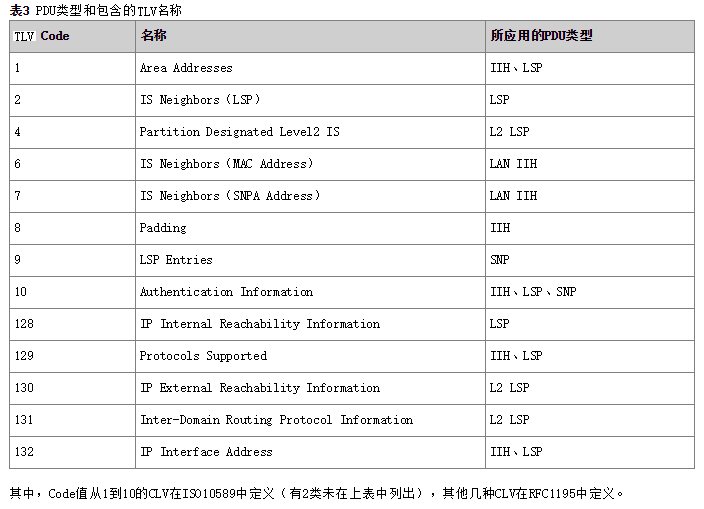 表3 PDU类型和包含的TLV名称
TLV Code 名称 所应用的PDU类型
1 Area Addresses IIH、LSP
2 IS Neighbors（LSP） LSP
4 Partition Designated Level2 IS L2 LSP
6 IS Neighbors（MAC Address） LAN IIH
7 IS Neighbors（SNPA Address） LAN IIH
8 Padding IIH
9 LSP Entries SNP
10 Authentication Information IIH、LSP、SNP
128 IP Internal Reachability Information LSP
129 Protocols Supported IIH、LSP
130 IP External Reachability Information L2 LSP
131 Inter-Domain Routing Protocol Information L2 LSP
132 IP Interface Address IIH、LSP
其中，Code值从1到10的CLV在ISO10589中定义（有2类未在上表中列出），其他几种CLV在RFC1195中定义。